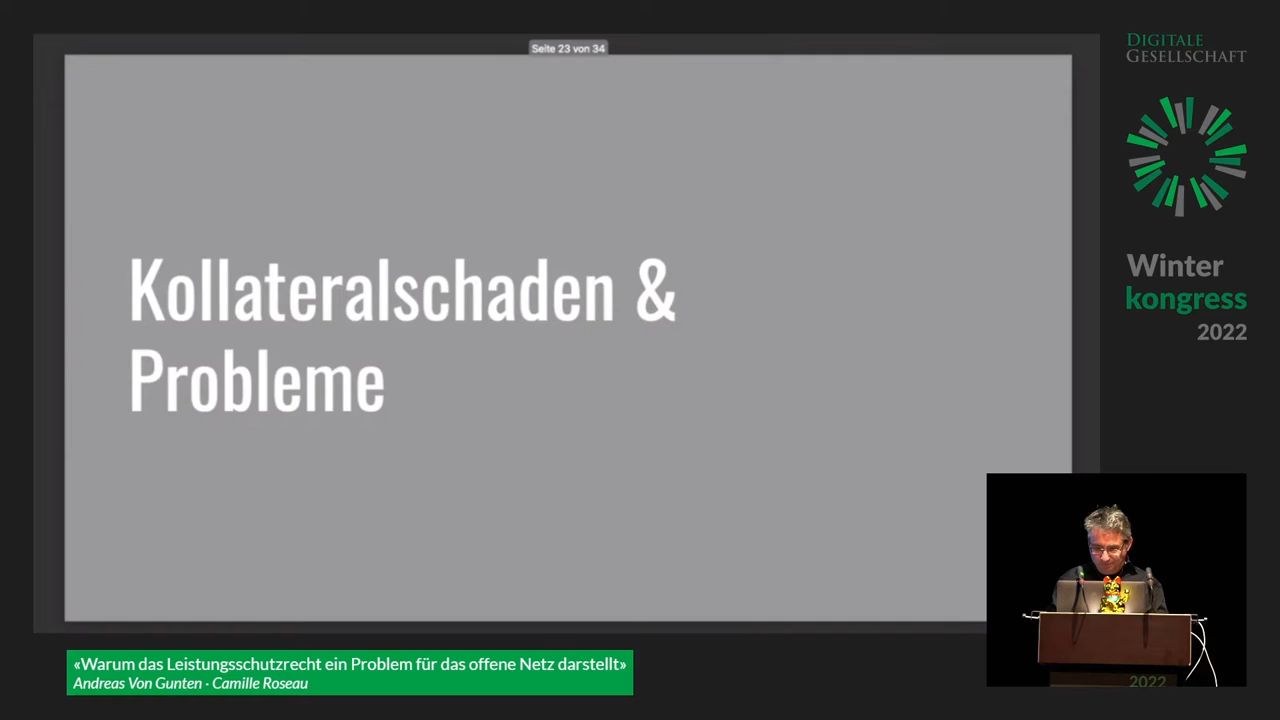 Seite 23 von 34
Kollateralschaden &
Probleme
DIGITALE
GESELLSCHAFT
Winter
kongress
2022
2022
«Warum das Leistungsschutzrecht ein Problem für das offene Netz darstellt»
Andreas Von Gunten · Camille Roseau